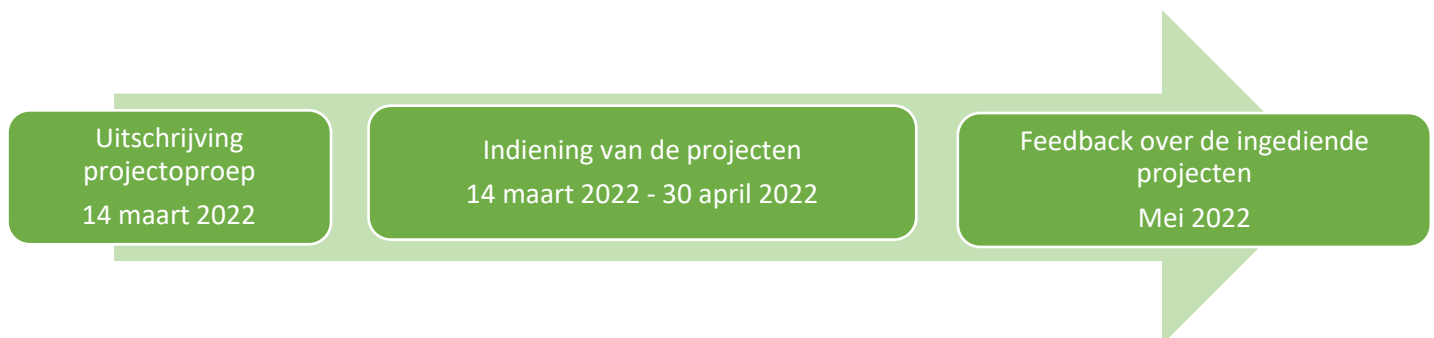 Uitschrijving
projectoproep
14 maart 2022
Indiening van de projecten
14 maart 2022 - 30 april 2022
Feedback over de ingediende
projecten
Mei 2022